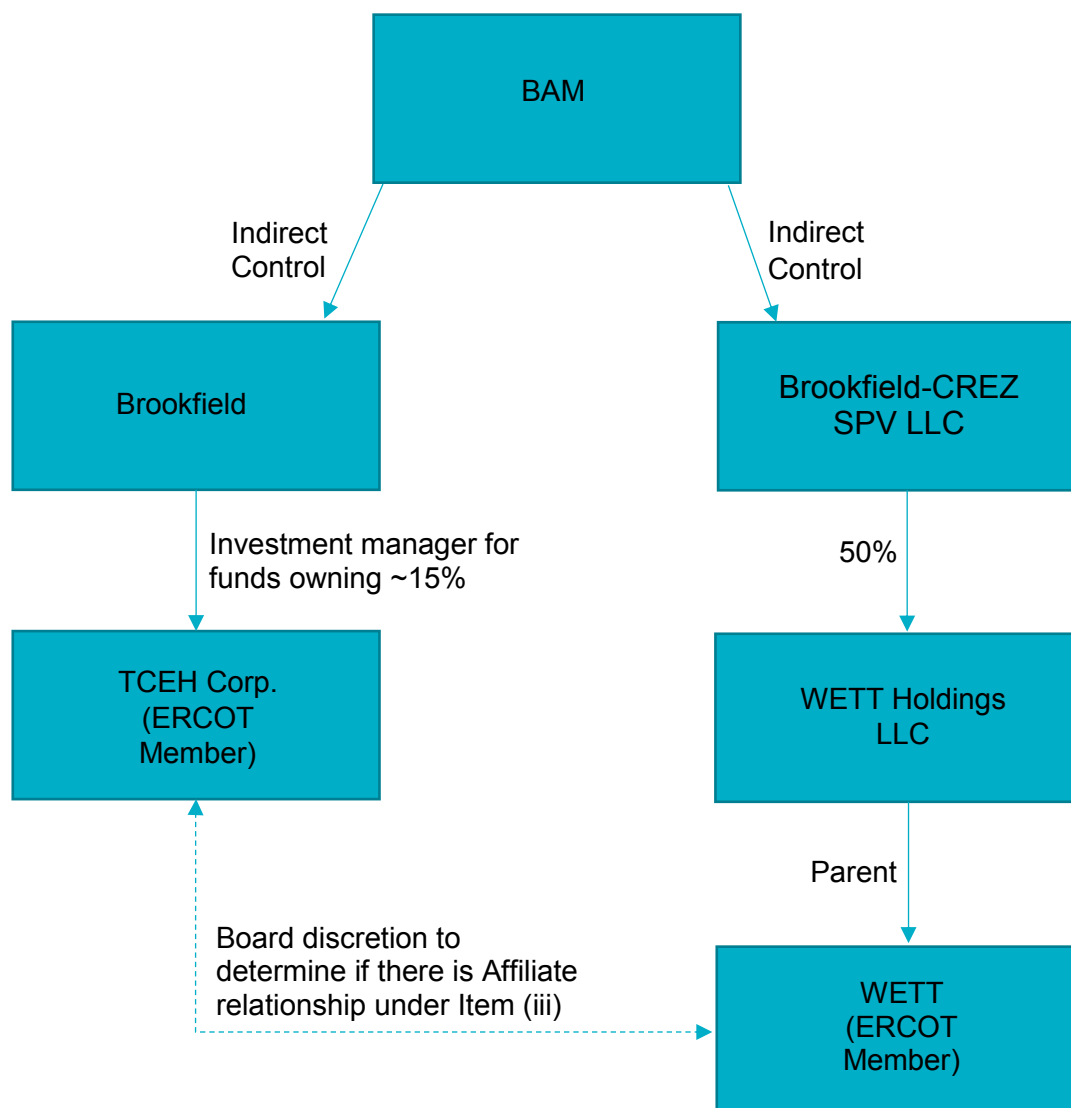 BAM
Indirect
Control
Indirect
Control
Brookfield
Brookfield-CREZ
SPV LLC
Investment manager for
funds owning ~15%
50%
TCEH Corp.
(ERCOT
Member)
WETT Holdings
LLC
Parent
Board discretion to
determine if there is Affiliate
relationship under Item (iii)
WETT
(ERCOT
Member)